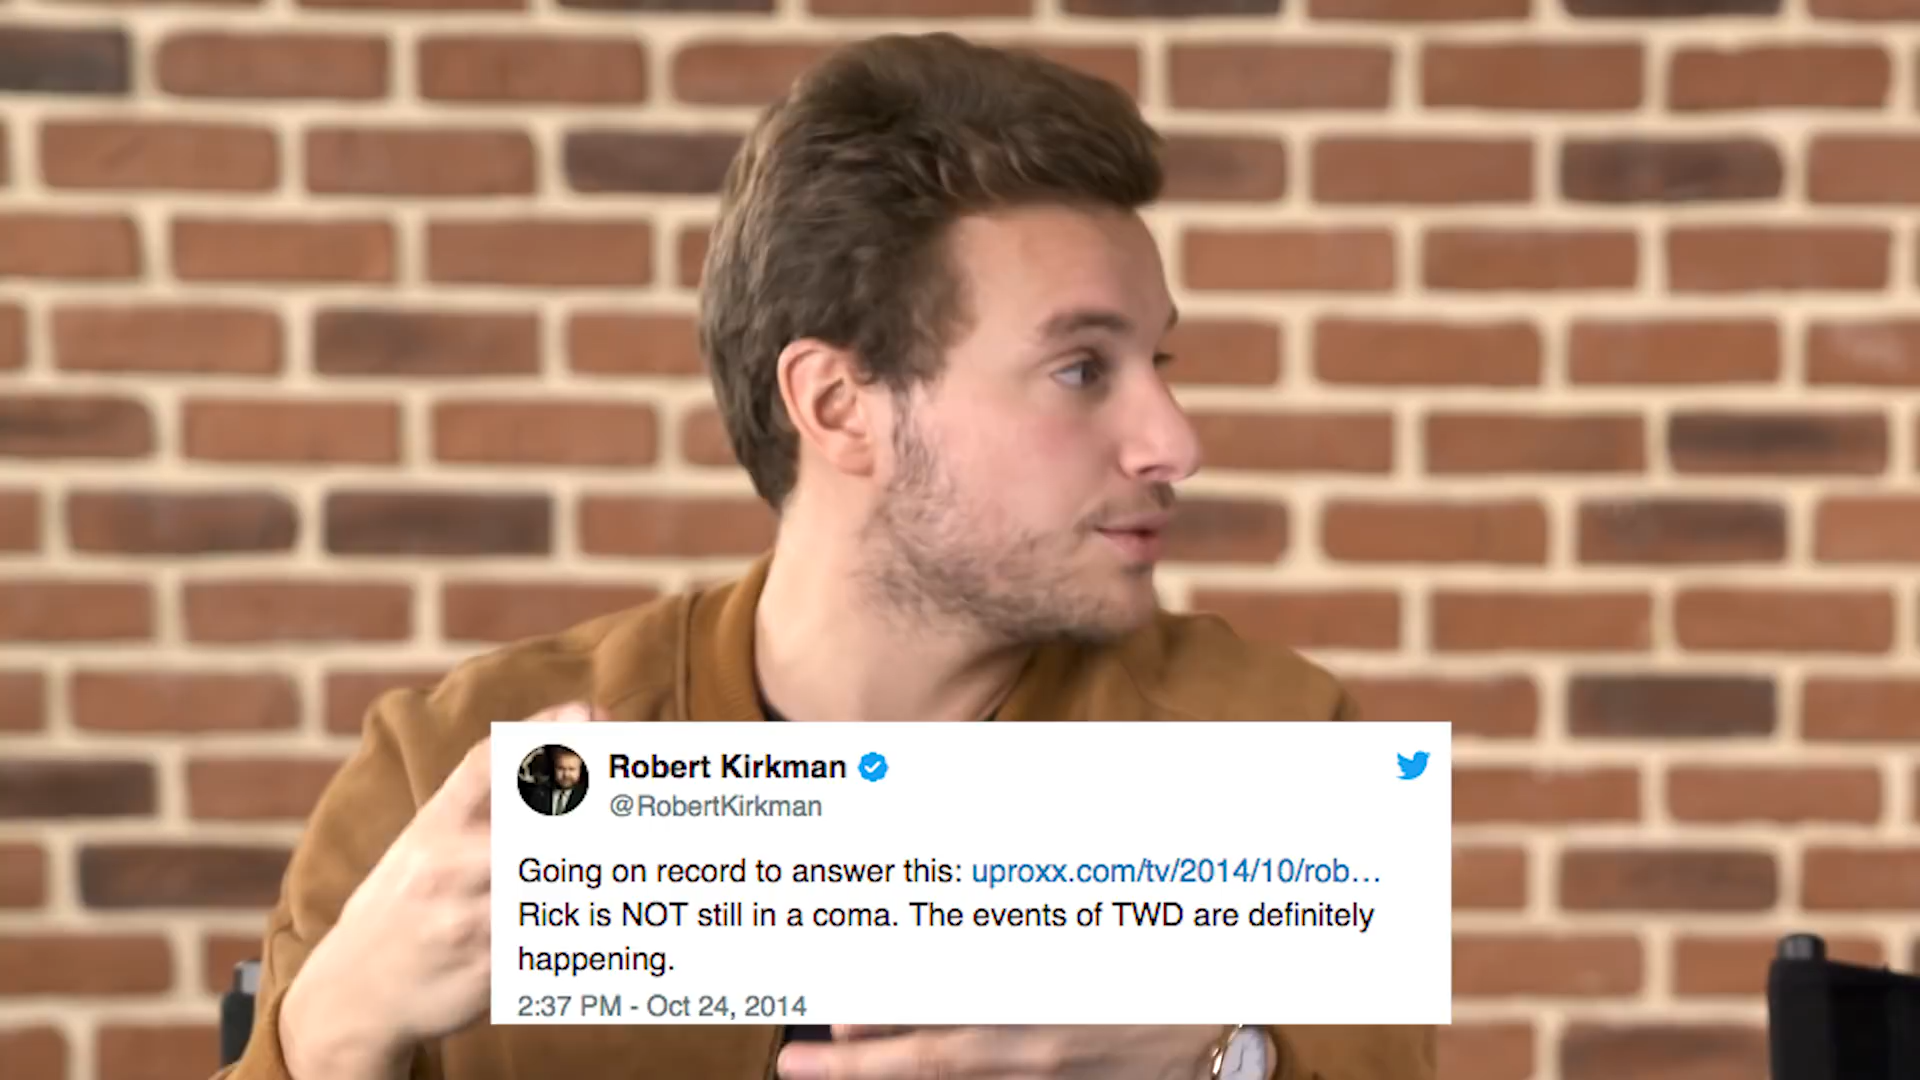 Robert Kirkman
@RobertKirkman
Going on record to answer this: uproxx.com/tv/2014/10/rob…
Rick is NOT still in a coma. The events of TWD are definitely
happening.
2:37 PM - Oct 24, 2014